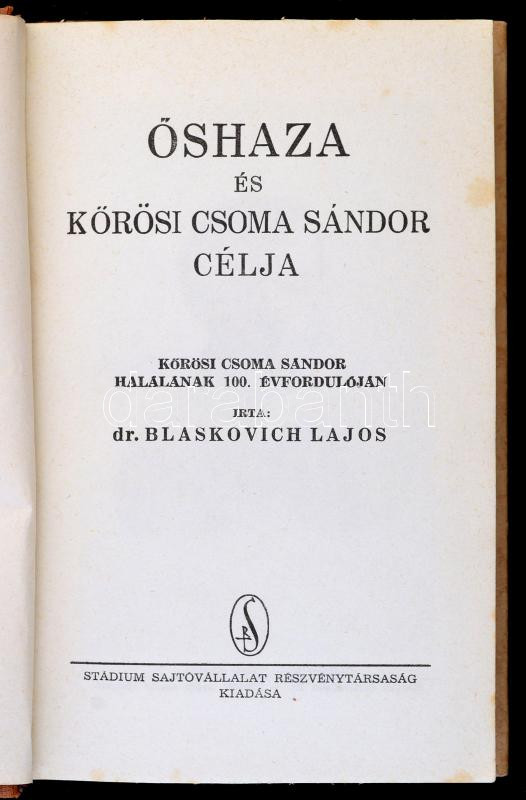 ŐSHAZA
ÉS
KŐRÖSI CSOMA SÁNDOR
CÉLJA
KŐRÖSI CSOMA SÁNDOR
HALÁLÁNAK 100. ÉVFORDULÓJÁN
darabanth
IRTA:
dr. BLASKOVICH LAJOS
STÁDIUM SAJTÓVÁLLALAT RÉSZVÉNYTÁRSASÁG
KIADÁSA